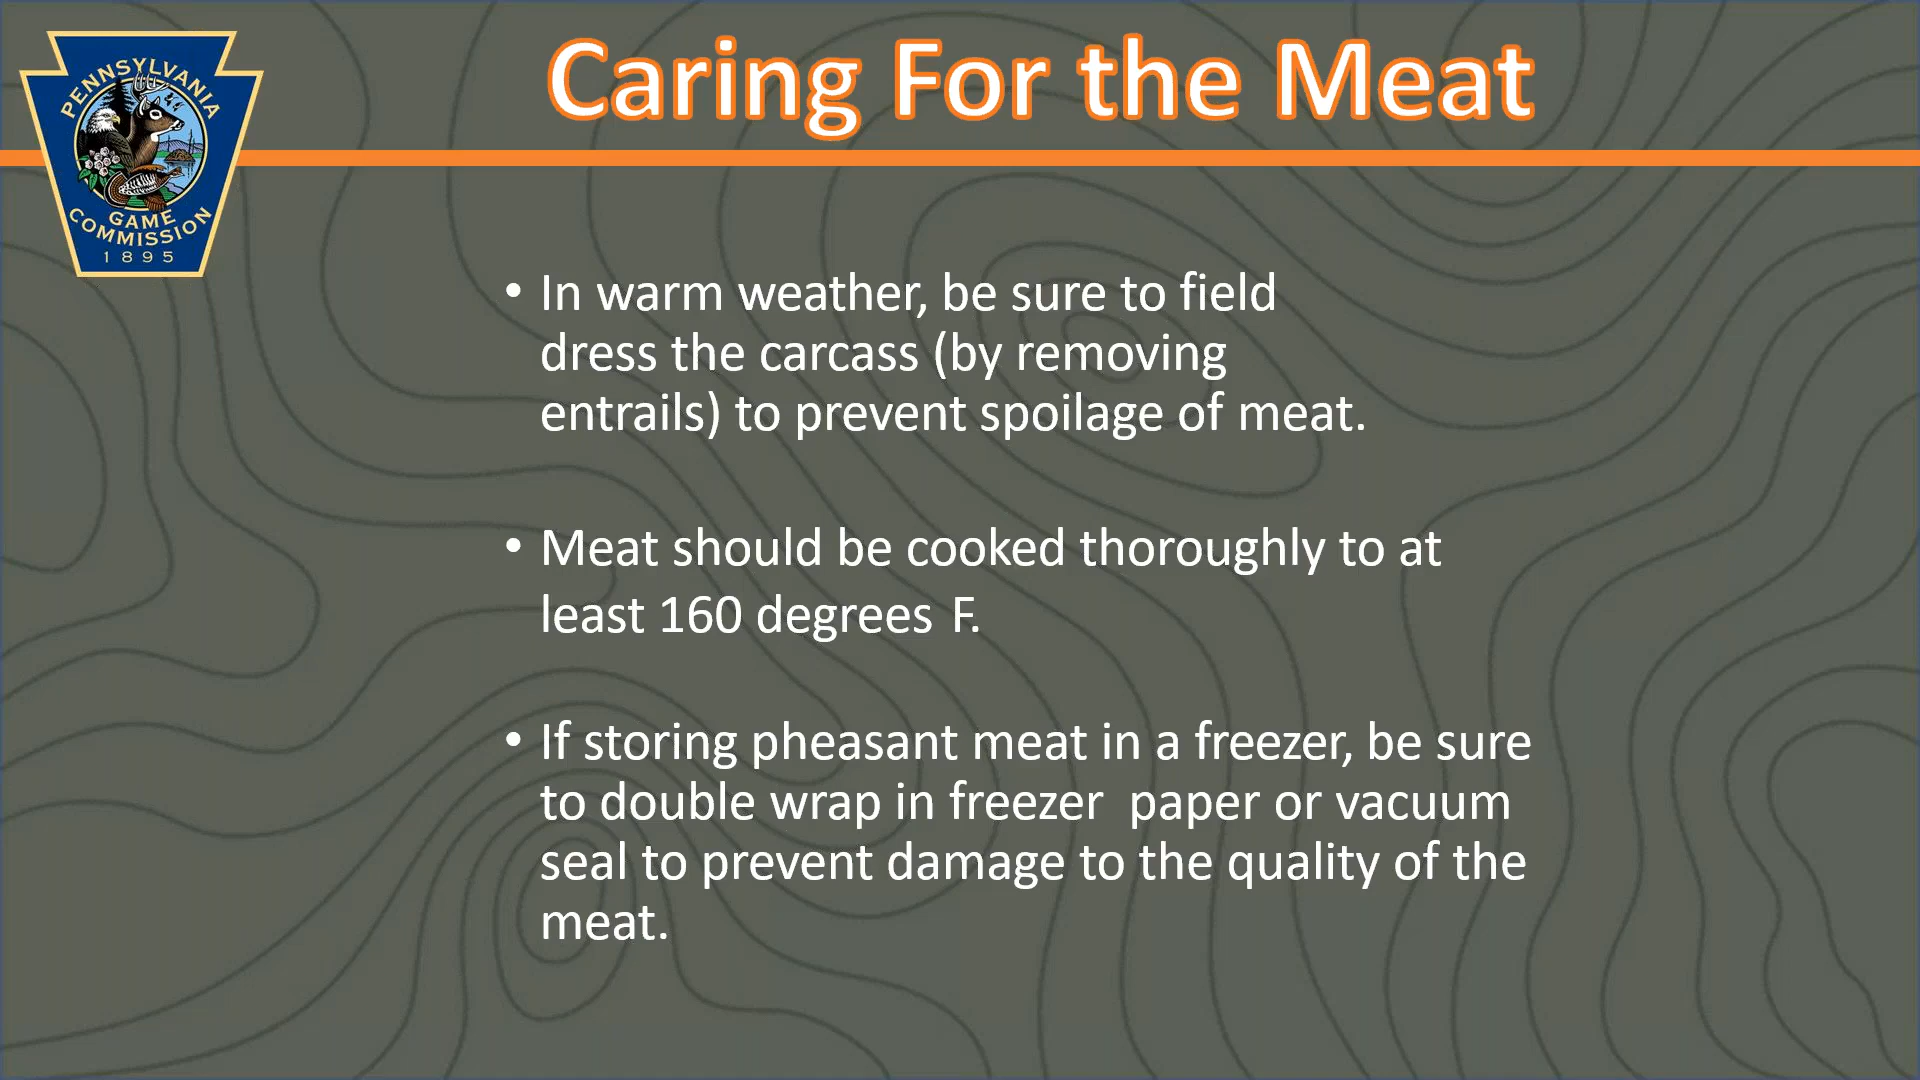 PENNSYLVANIA
GAME
COMMISSION
1895
Caring For the Meat
• In warm weather, be sure to field
dress the carcass (by removing
entrails) to prevent spoilage of meat.
• Meat should be cooked thoroughly to at
least 160 degrees F.
• If storing pheasant meat in a freezer, be sure
to double wrap in freezer  paper or vacuum
seal to prevent damage to the quality of the
meat.